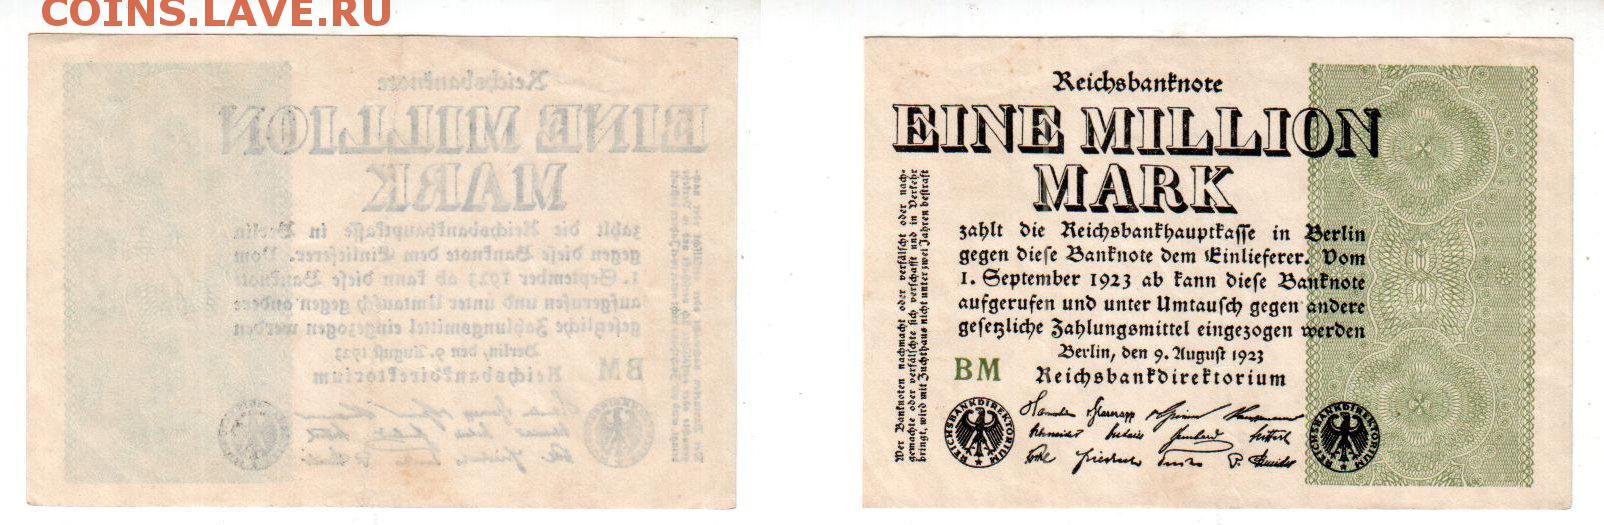 COINS.LAVE.RU
Reichsbanknote
EINE MILLION
MARK
zahlt die Reichsbankhauptkasse in Berlin
gegen diese Banknote dem Einlieferer. Vom
1. September 1923 ab kann diese Banknote
aufgerufen und unter Umtausch gegen andere
gesetzliche Zahlungsmittel eingezogen werden
Berlin, den 9. August 1923
BM Reichsbankdirektorium
Wer Banknoten nachmacht oder verfälscht oder nach-
gemachte oder verfälschte sich verschafft und in Verkehr
bringt, wird mit Zuchthaus nicht unter zwei Jahren bestraft
REICHSBANKDIREKTORIUM
REICHSBANKDIREKTORIUM